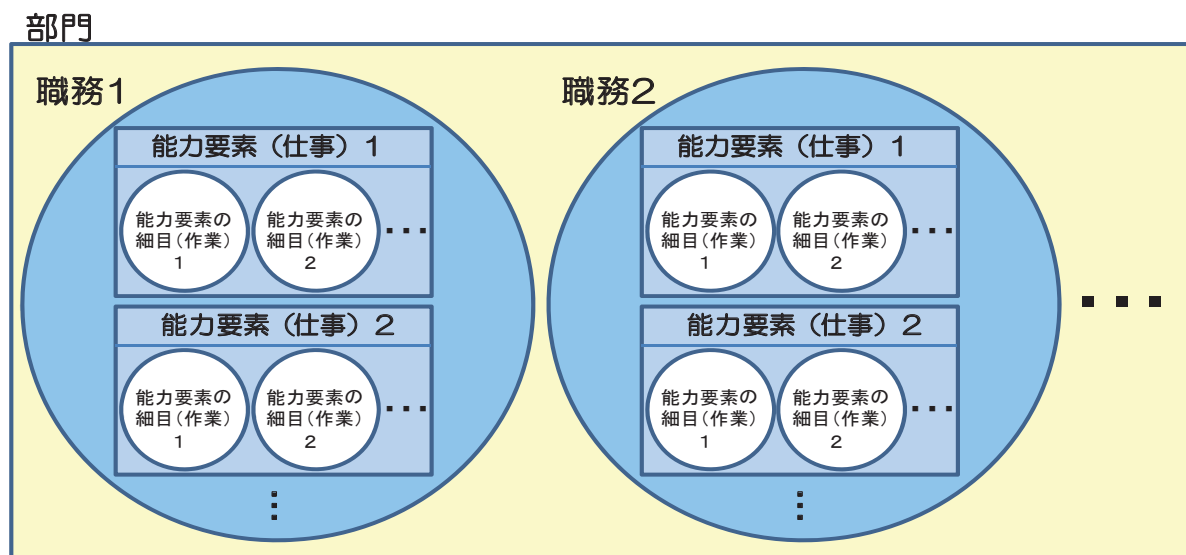 部門
職務1
能力要素（仕事）1
能力要素の
細目(作業)
1
能力要素の
細目(作業)
2
･･･
能力要素（仕事）2
能力要素の
細目(作業)
1
能力要素の
細目(作業)
2
･･･
･･･
職務2
能力要素（仕事）1
能力要素の
細目(作業)
1
能力要素の
細目(作業)
2
･･･
能力要素（仕事）2
能力要素の
細目(作業)
1
能力要素の
細目(作業)
2
･･･
･･･
･･･